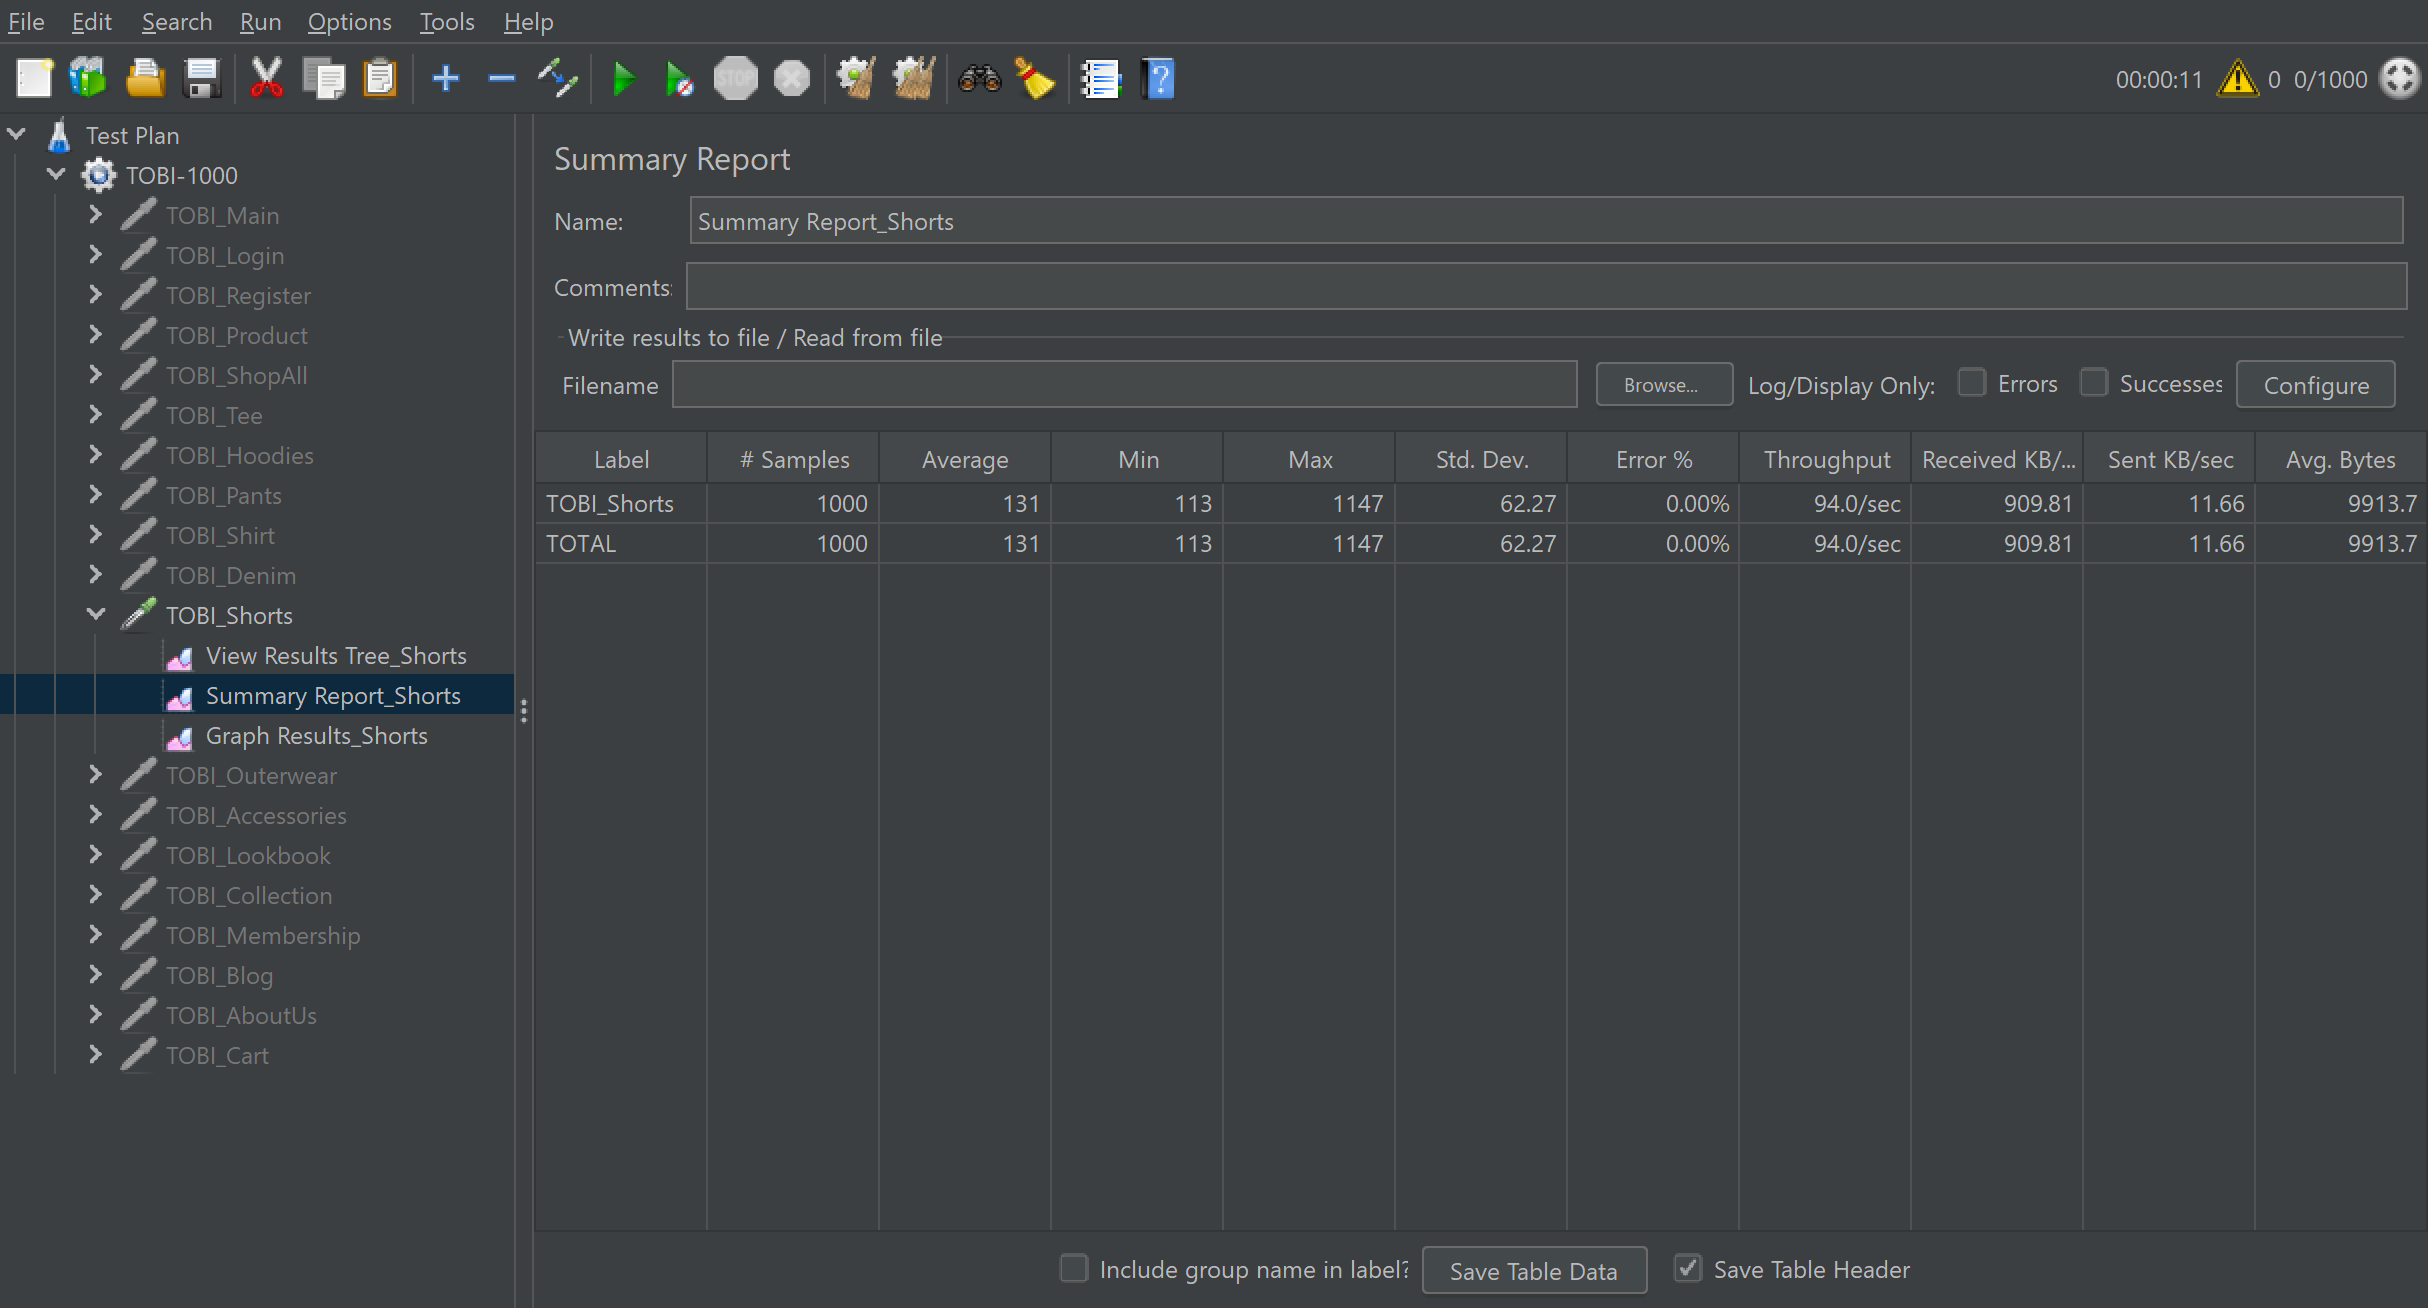 File Edit Search Run Options Tools Help
STOP
00:00:11 0 0/1000
Test Plan
TOBI-1000
TOBI_Main
TOBI_Login
TOBI_Register
TOBI_Product
TOBI_ShopAll
TOBI_Tee
TOBI_Hoodies
TOBI_Pants
TOBI_Shirt
TOBI_Denim
TOBI_Shorts
View Results Tree_Shorts
Summary Report_Shorts
Graph Results_Shorts
TOBI_Outerwear
TOBI_Accessories
TOBI_Lookbook
TOBI_Collection
TOBI_Membership
TOBI_Blog
TOBI_AboutUs
TOBI_Cart
Summary Report
Name: Summary Report_Shorts
Comments:
Write results to file / Read from file
Filename Browse... Log/Display Only: Errors Successes Configure
Label # Samples Average Min Max Std. Dev. Error % Throughput Received KB/... Sent KB/sec Avg. Bytes
TOBI_Shorts 1000 131 113 1147 62.27 0.00% 94.0/sec 909.81 11.66 9913.7
TOTAL 1000 131 113 1147 62.27 0.00% 94.0/sec 909.81 11.66 9913.7
Include group name in label? Save Table Data Save Table Header